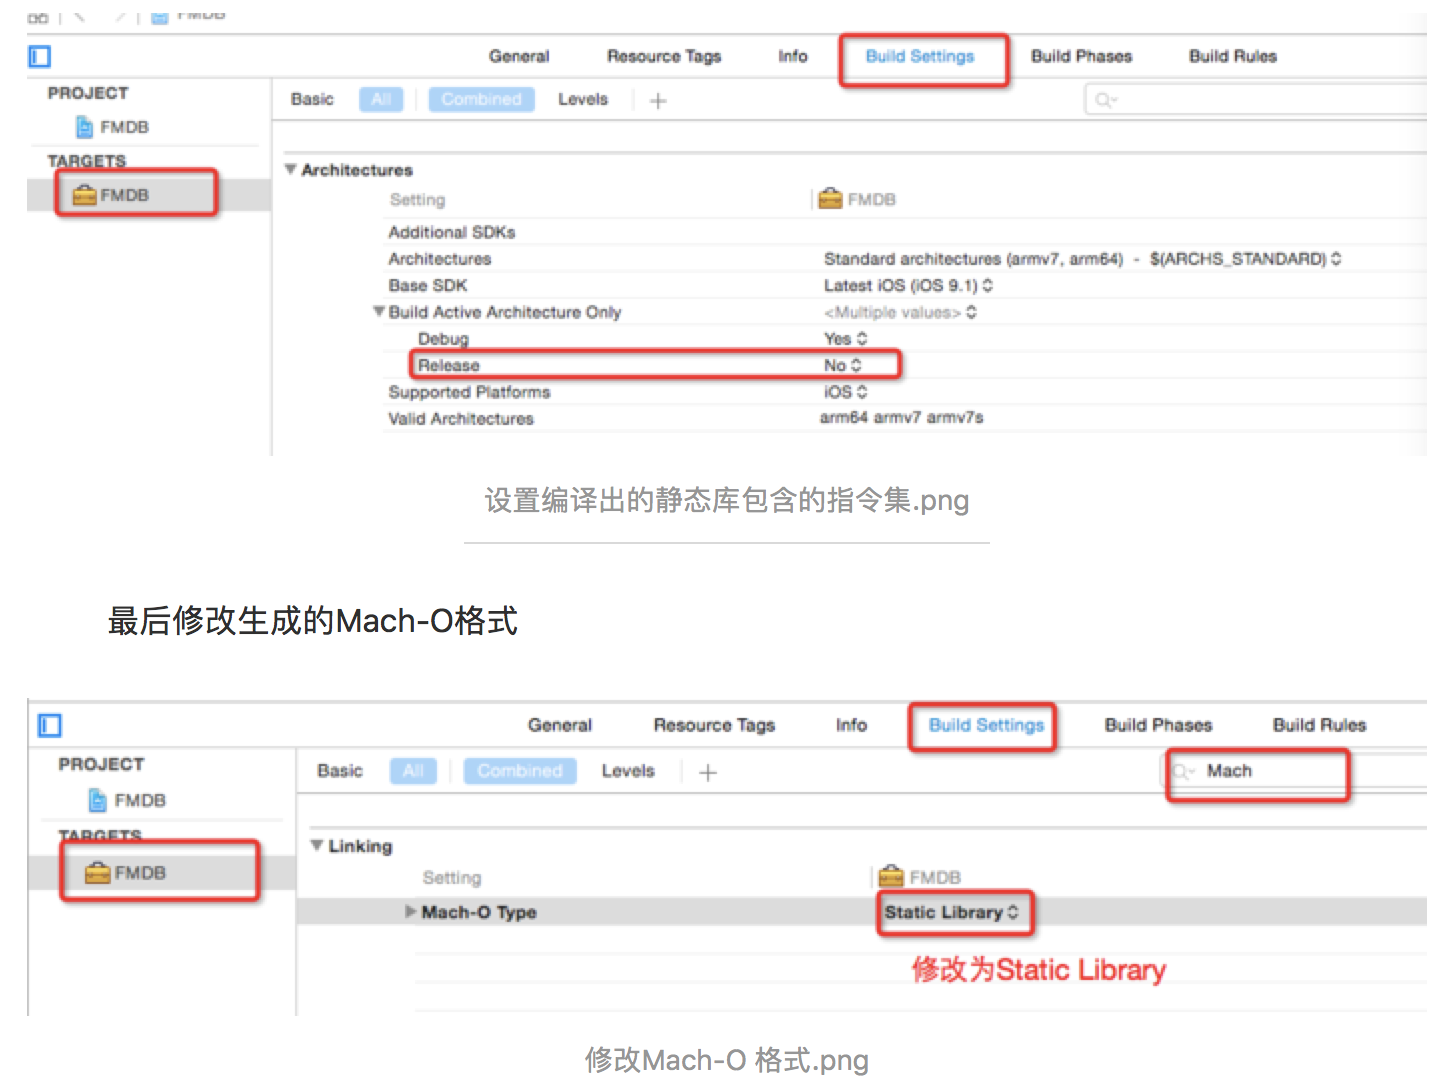 FMDB
General Resource Tags Info Build Settings Build Phases Build Rules
PROJECT
Basic All Combined Levels +
FMDB
TARGETS
FMDB
Architectures
Setting FMDB
Additional SDKs
Architectures Standard architectures (armv7, arm64) - $(ARCHS_STANDARD)
Base SDK Latest iOS (iOS 9.1)
Build Active Architecture Only <Multiple values>
Debug Yes
Release No
Supported Platforms iOS
Valid Architectures arm64 armv7 armv7s
设置编译出的静态库包含的指令集.png
最后修改生成的Mach-O格式
General Resource Tags Info Build Settings Build Phases Build Rules
PROJECT
Basic All Combined Levels + Mach
FMDB
TARGETS
FMDB
Linking
Setting FMDB
Mach-O Type Static Library
修改为Static Library
修改Mach-O 格式.png